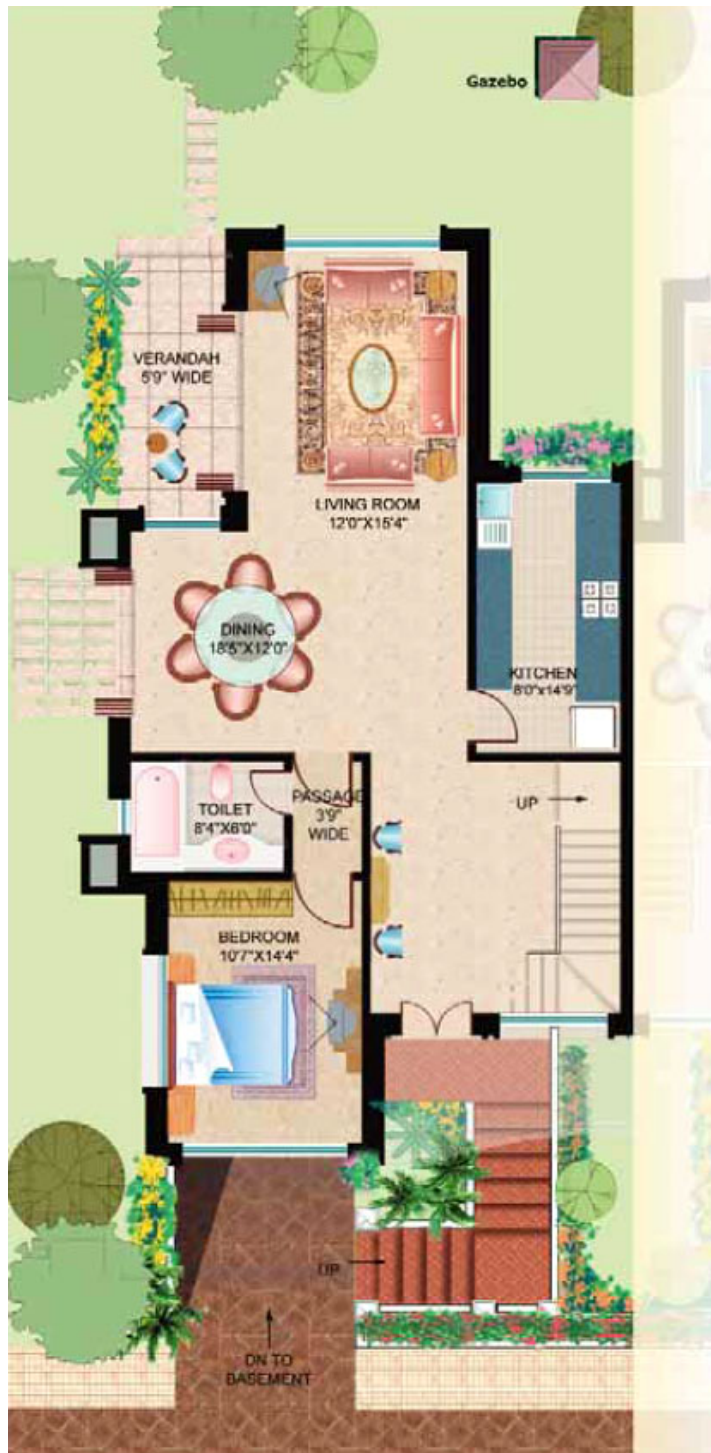 Gazebo
VERANDAH
5'9" WIDE
LIVING ROOM
12'0"X15'4"
DINING
18'5"X12'0"
KITCHEN
8'0"x14'9"
TOILET
8'4"X6'0"
PASSAGE
3'9"
WIDE
UP
BEDROOM
10'7"X14'4"
UP
DN TO
BASEMENT